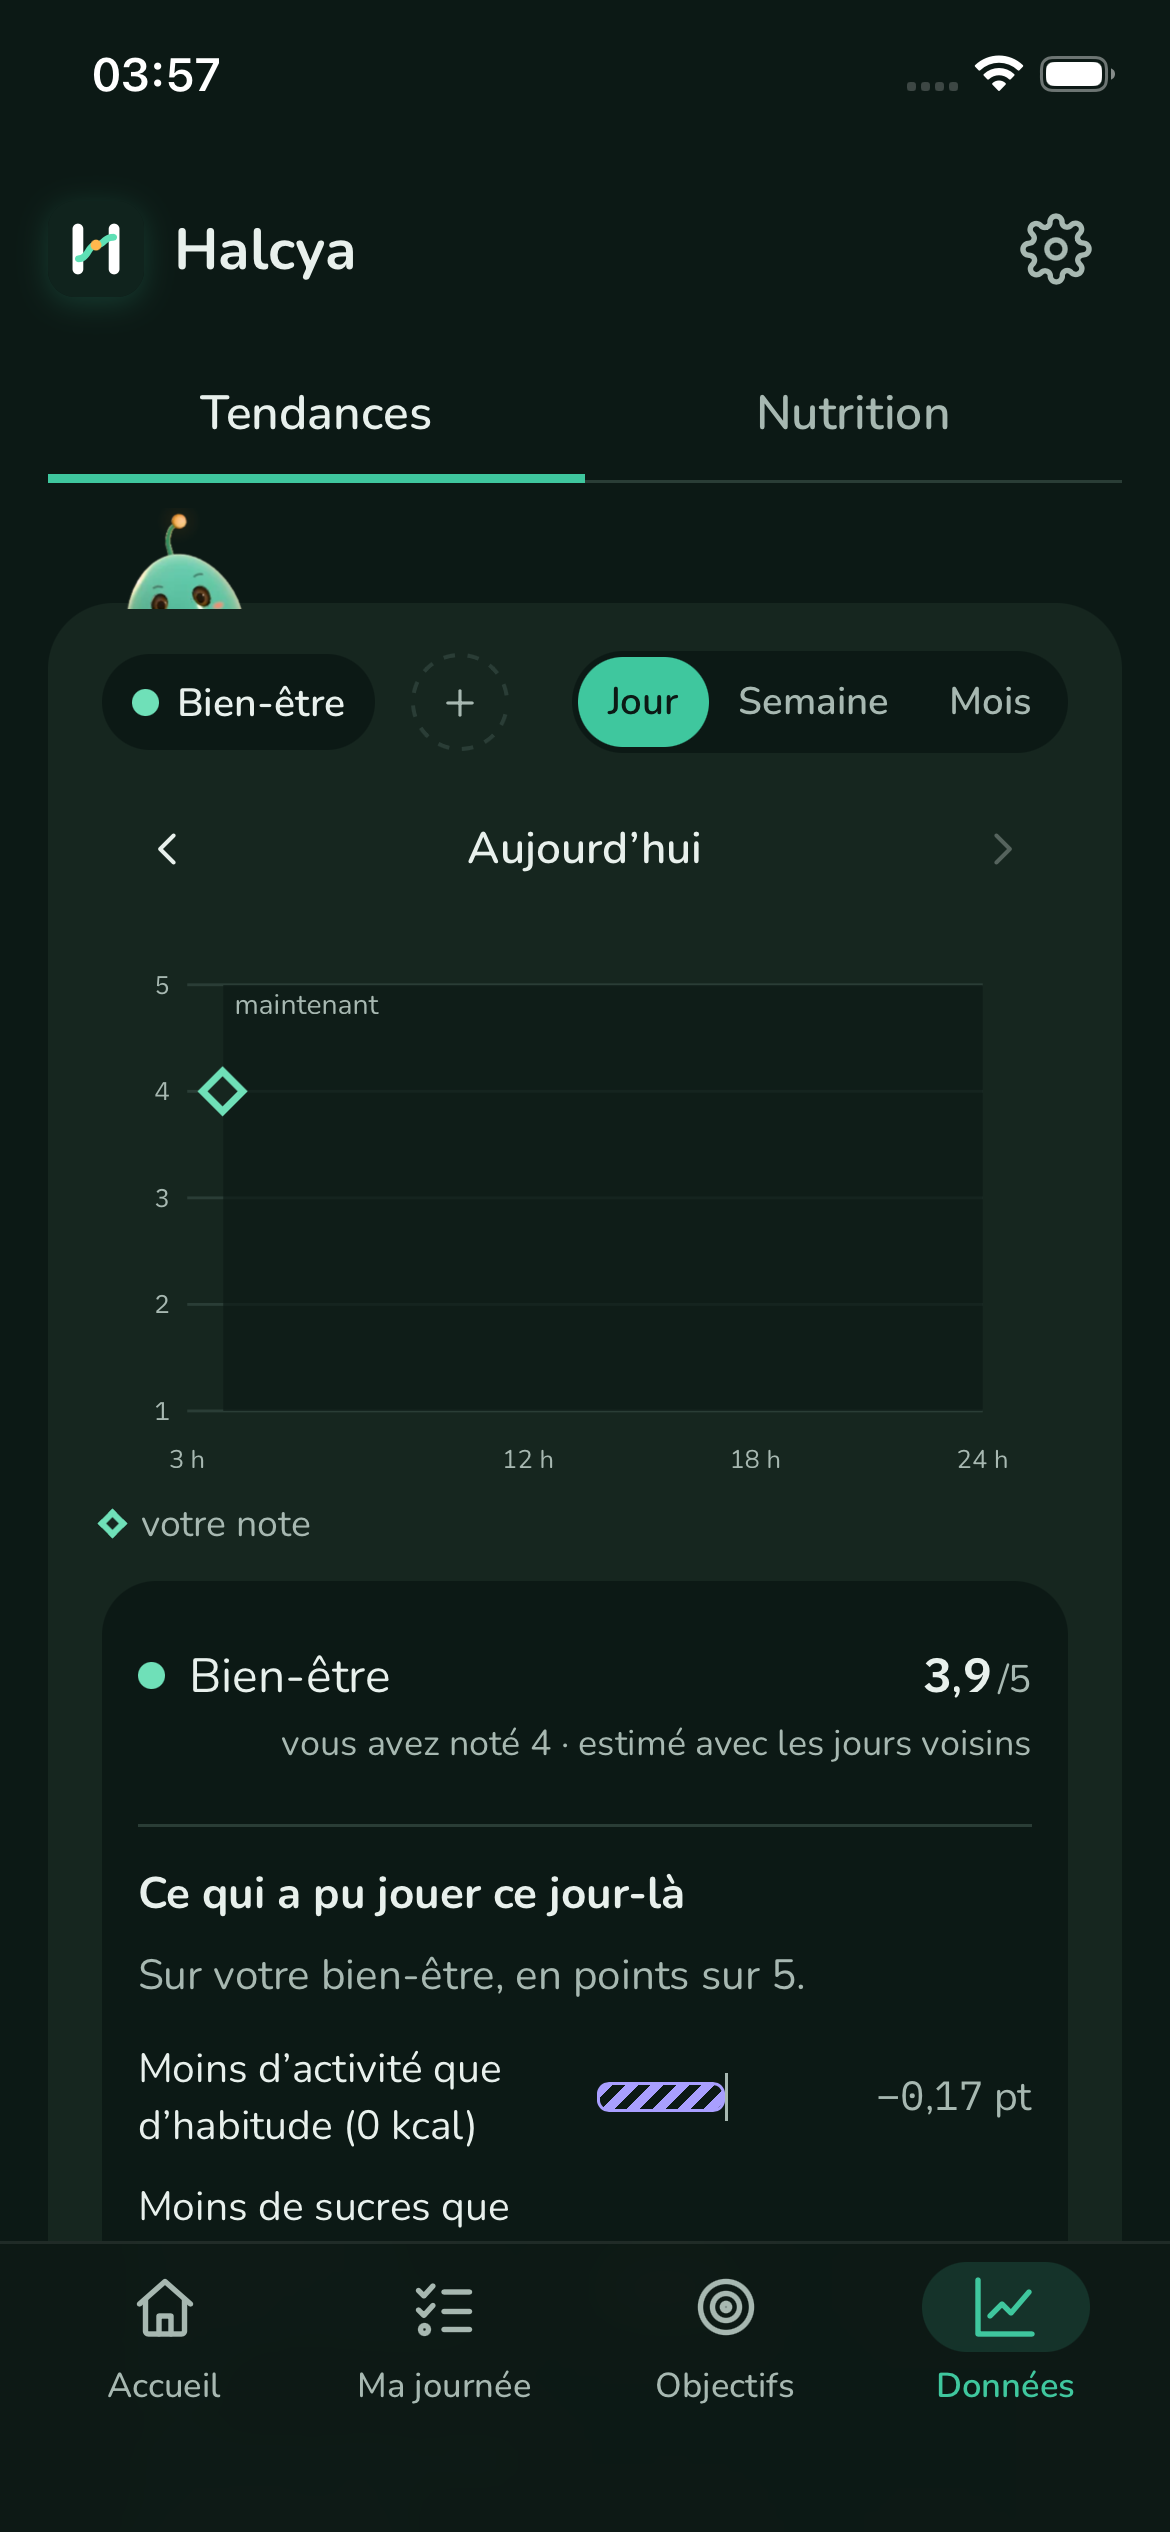 03:57
Halcya
Tendances
Nutrition
Bien-être
Jour
Semaine
Mois
Aujourd’hui
5
maintenant
4
3
2
1
3 h
12 h
18 h
24 h
votre note
Bien-être
3,9 /5
vous avez noté 4 · estimé avec les jours voisins
Ce qui a pu jouer ce jour-là
Sur votre bien-être, en points sur 5.
Moins d’activité que
d’habitude (0 kcal)
−0,17 pt
Moins de sucres que
Accueil
Ma journée
Objectifs
Données